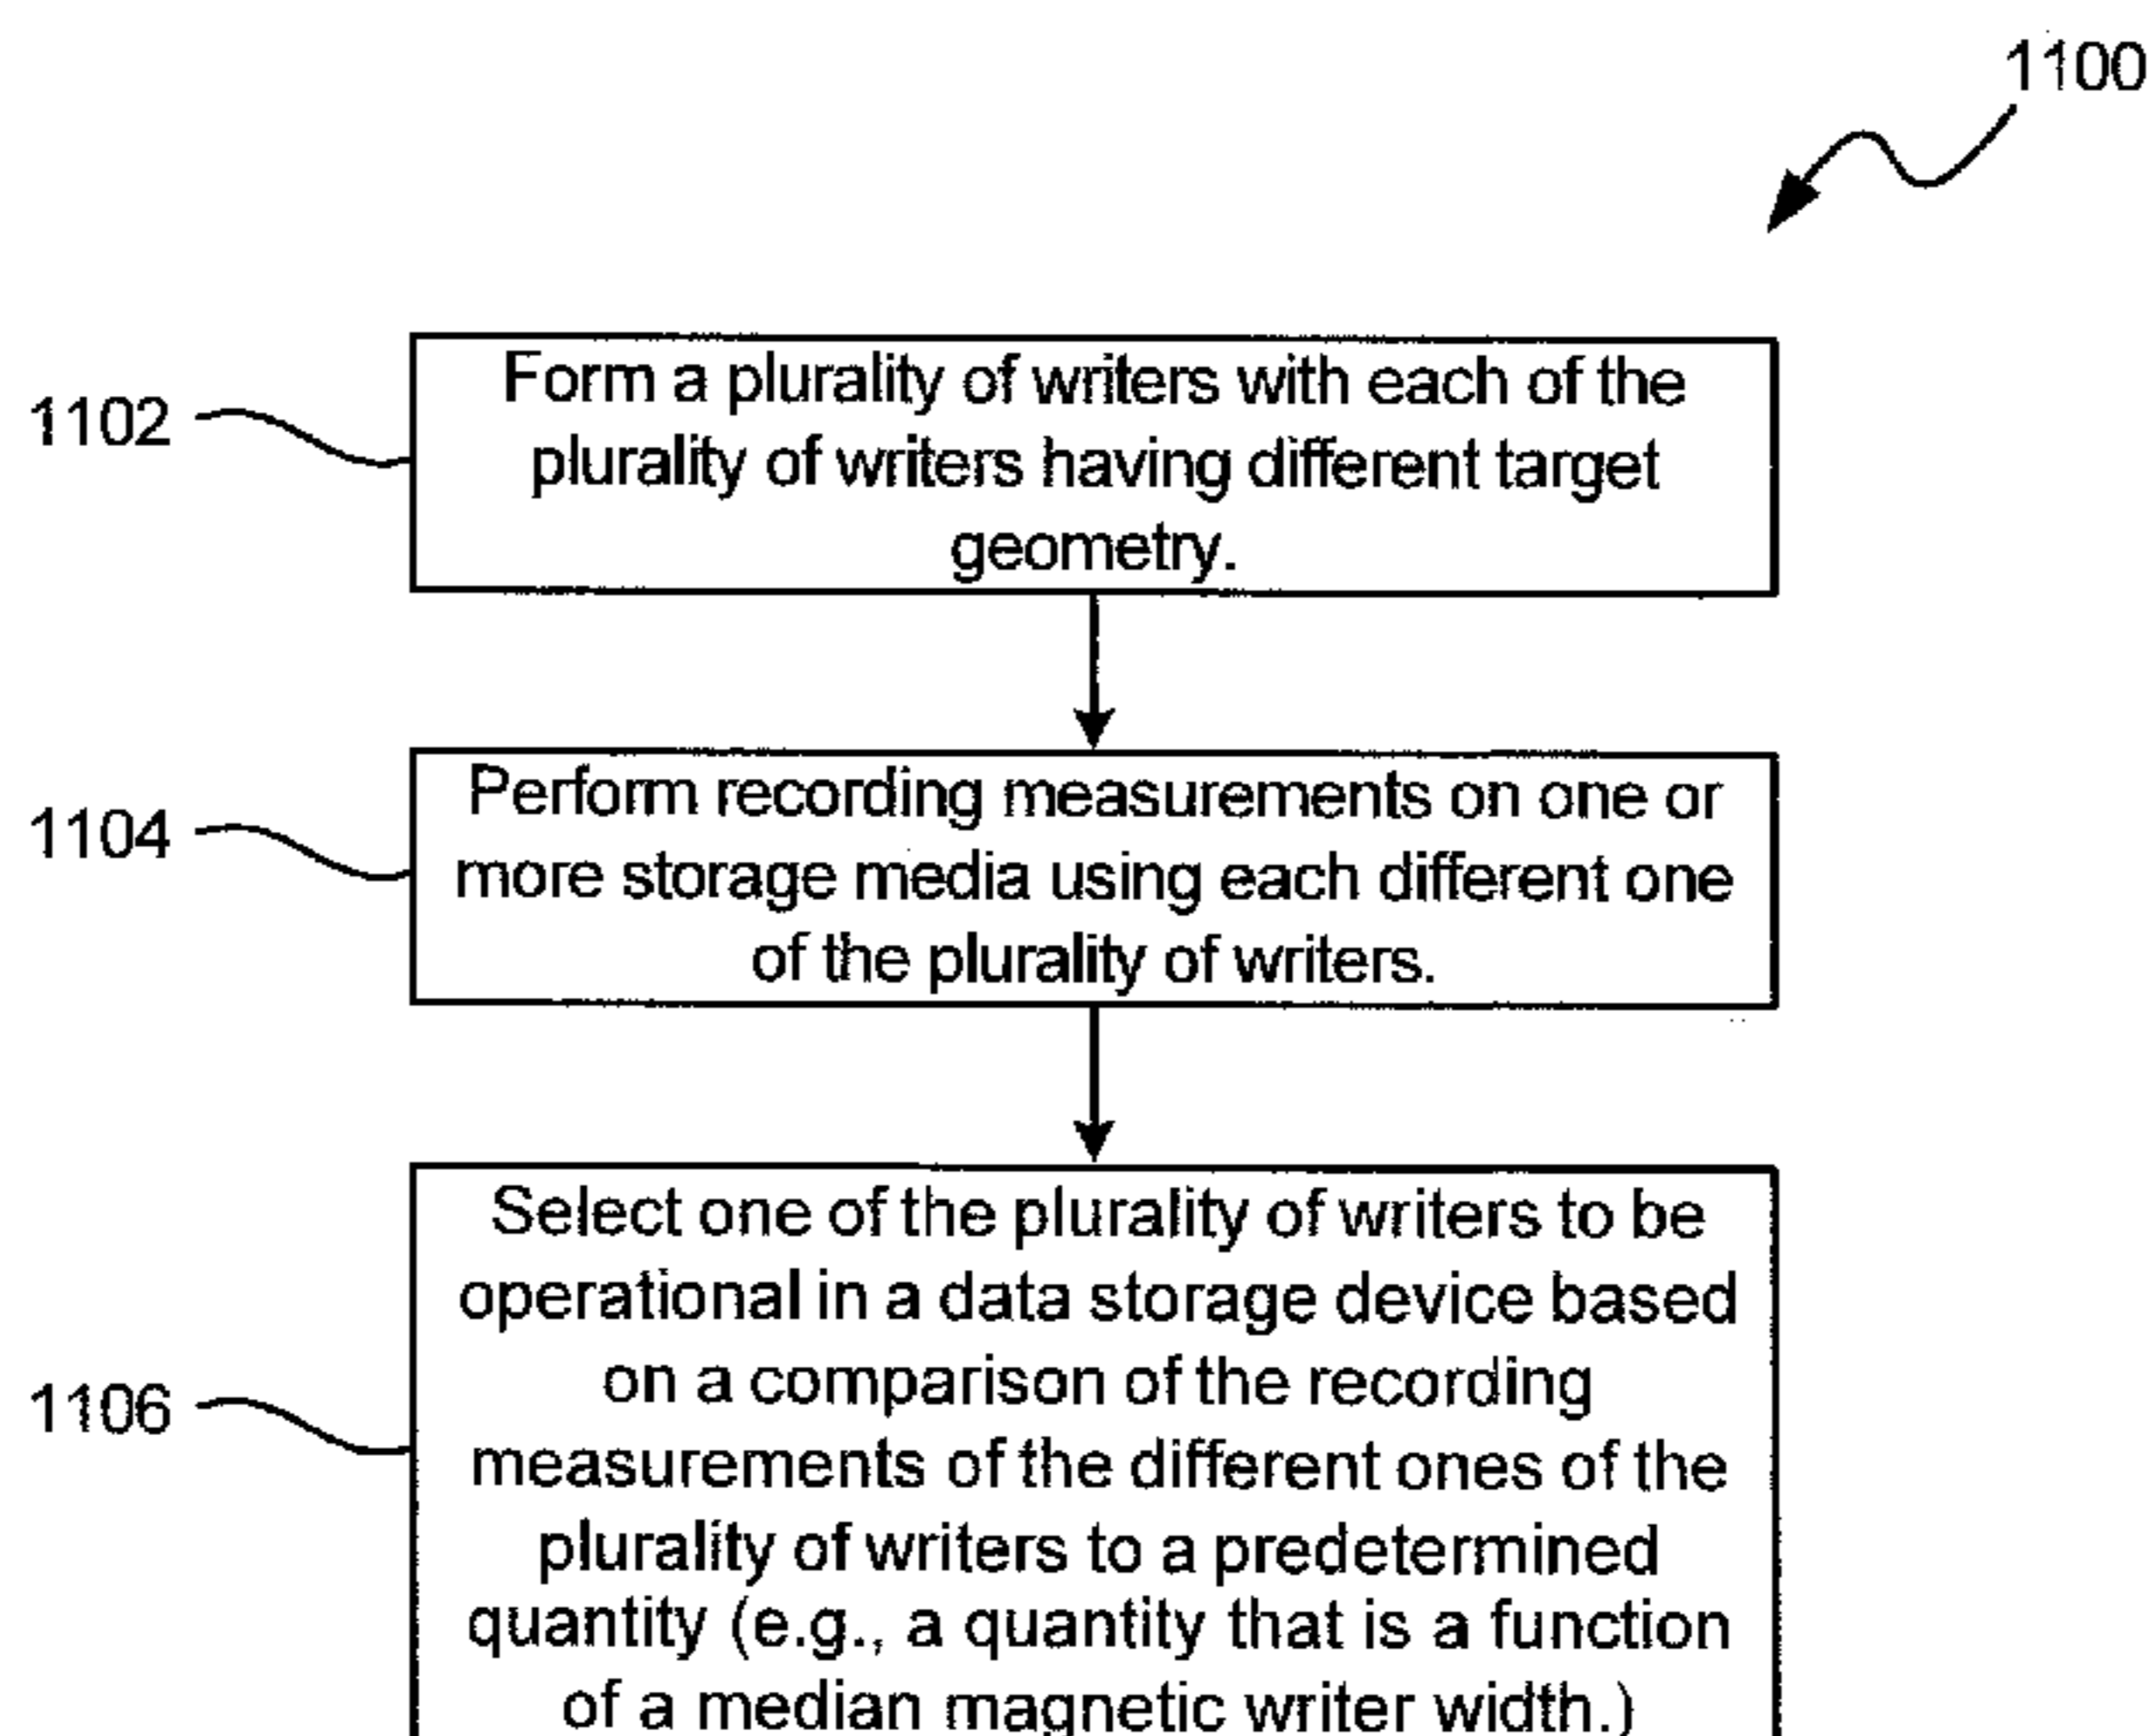 1100
1102
Form a plurality of writers with each of the
plurality of writers having different target
geometry.
1104
Perform recording measurements on one or
more storage media using each different one
of the plurality of writers.
1106
Select one of the plurality of writers to be
operational in a data storage device based
on a comparison of the recording
measurements of the different ones of the
plurality of writers to a predetermined
quantity (e.g., a quantity that is a function
of a median magnetic writer width.)